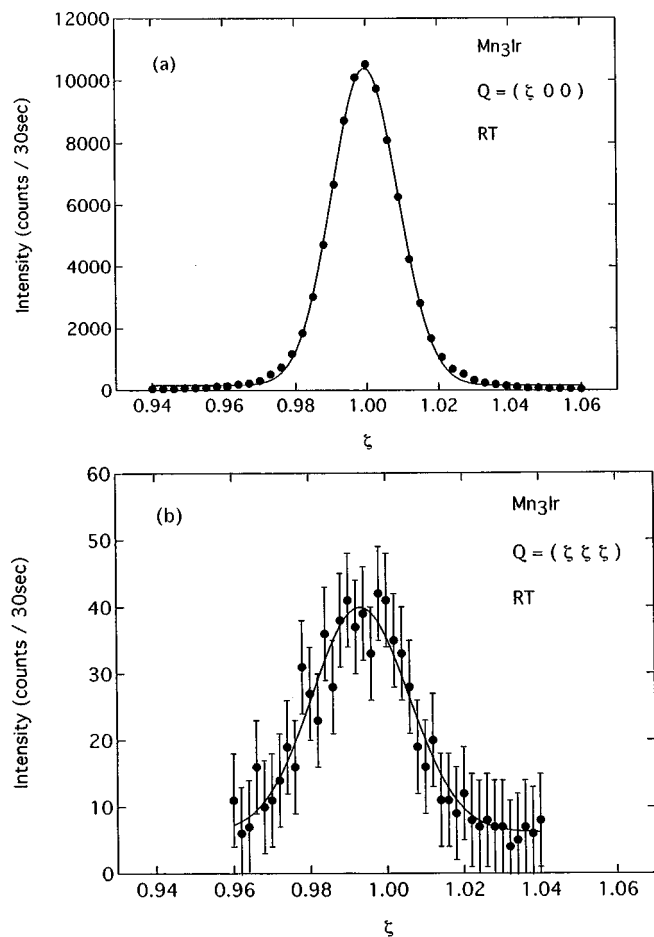 12000
10000
8000
6000
4000
2000
0
Intensity (counts / 30sec)
(a)
Mn3Ir
Q = ( ζ 0 0 )
RT
0.94 0.96 0.98 1.00 1.02 1.04 1.06
ζ
60
50
40
30
20
10
0
Intensity (counts / 30sec)
(b)
Mn3Ir
Q = ( ζ ζ ζ )
RT
0.94 0.96 0.98 1.00 1.02 1.04 1.06
ζ